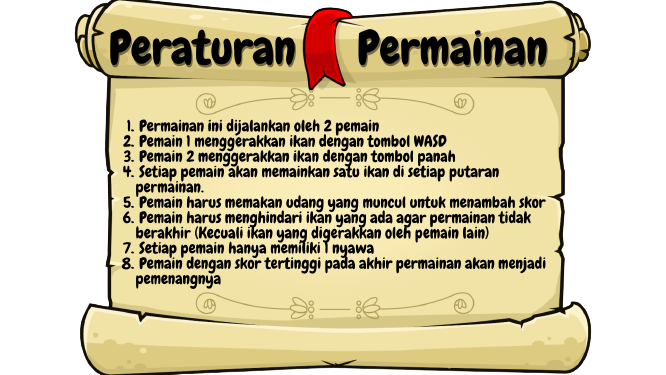 Peraturan Permainan
1. Permainan ini dijalankan oleh 2 pemain
2. Pemain 1 menggerakkan ikan dengan tombol WASD
3. Pemain 2 menggerakkan ikan dengan tombol panah
4. Setiap pemain akan memainkan satu ikan di setiap putaran
permainan.
5. Pemain harus memakan udang yang muncul untuk menambah skor
6. Pemain harus menghindari ikan yang ada agar permainan tidak
berakhir (Kecuali ikan yang digerakkan oleh pemain lain)
7. Setiap pemain hanya memiliki 1 nyawa
8. Pemain dengan skor tertinggi pada akhir permainan akan menjadi
pemenangnya